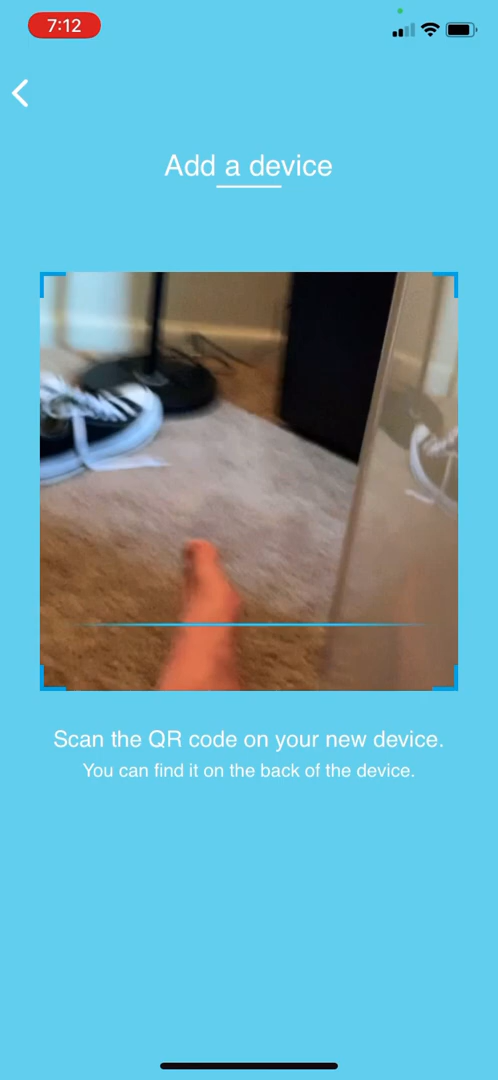 7:12
Add a device
Scan the QR code on your new device.
You can find it on the back of the device.